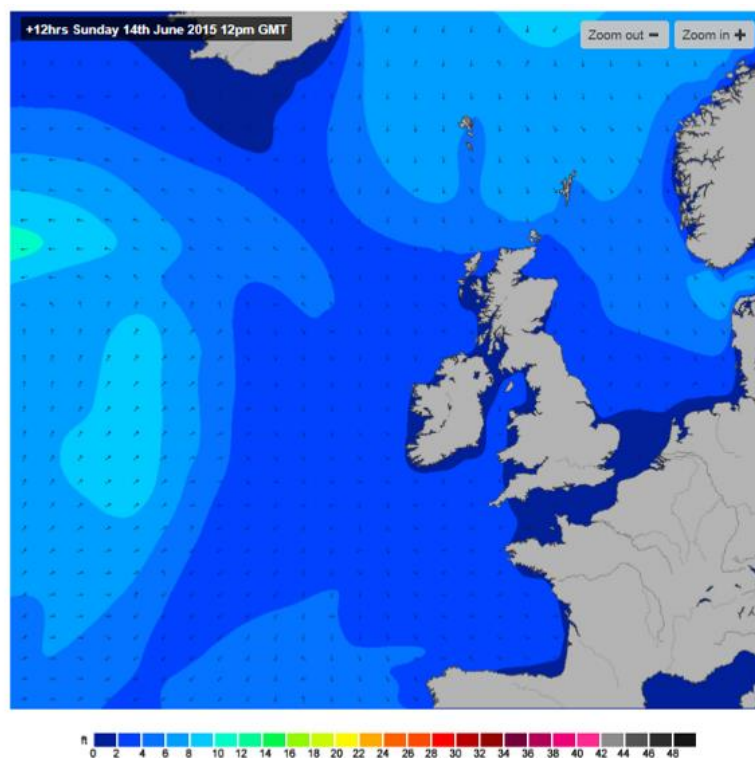 +12hrs Sunday 14th June 2015 12pm GMT
Zoom out −
Zoom in +
ft
0 2 4 6 8 10 12 14 16 18 20 22 24 26 28 30 32 34 36 38 40 42 44 46 48